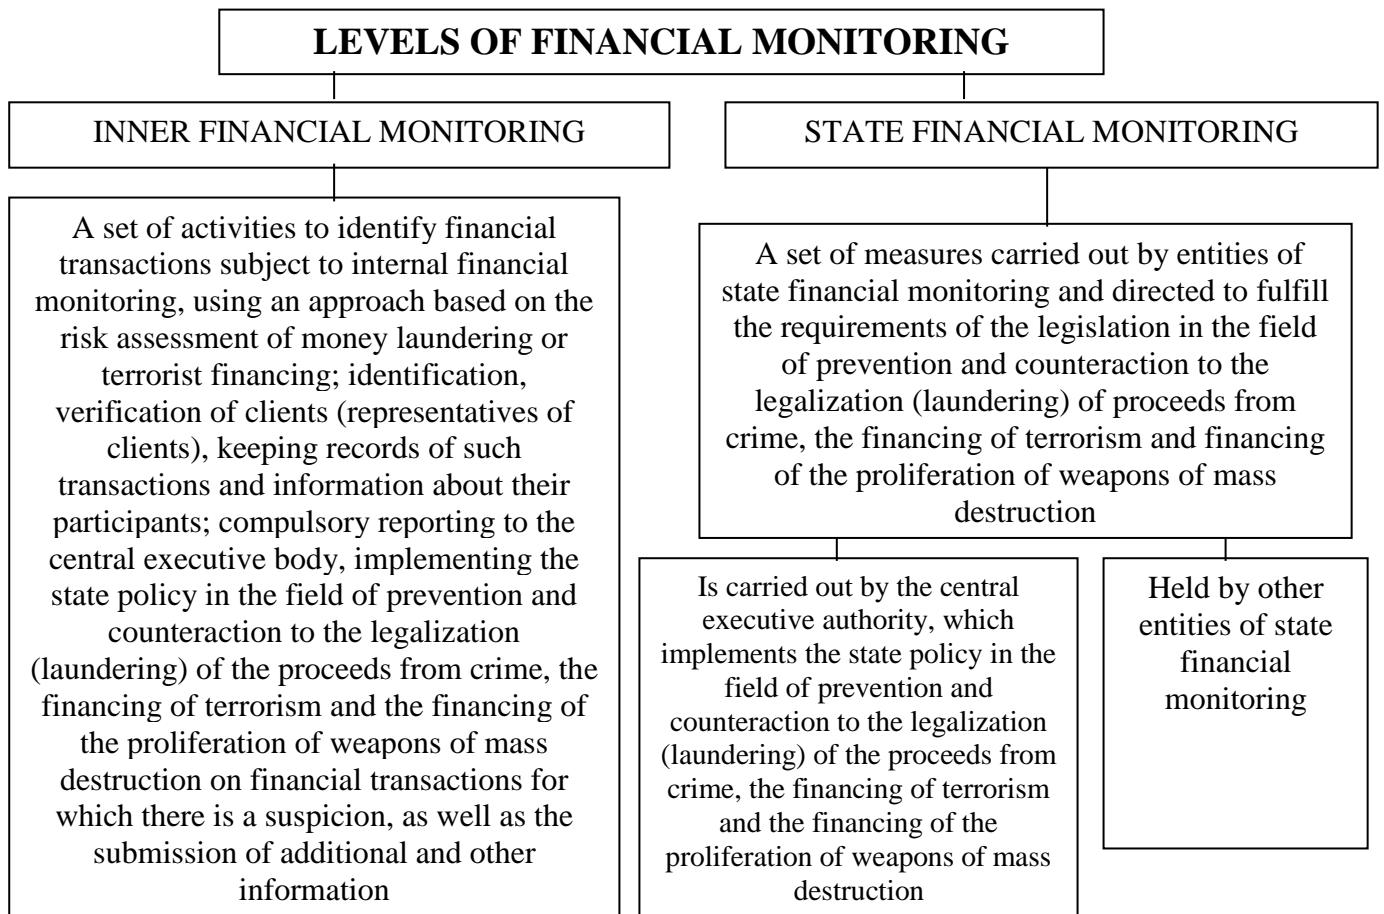 LEVELS OF FINANCIAL MONITORING
INNER FINANCIAL MONITORING
STATE FINANCIAL MONITORING
A set of activities to identify financial
transactions subject to internal financial
monitoring, using an approach based on the
risk assessment of money laundering or
terrorist financing; identification,
verification of clients (representatives of
clients), keeping records of such
transactions and information about their
participants; compulsory reporting to the
central executive body, implementing the
state policy in the field of prevention and
counteraction to the legalization
(laundering) of the proceeds from crime, the
financing of terrorism and the financing of
the proliferation of weapons of mass
destruction on financial transactions for
which there is a suspicion, as well as the
submission of additional and other
information
A set of measures carried out by entities of
state financial monitoring and directed to fulfill
the requirements of the legislation in the field
of prevention and counteraction to the
legalization (laundering) of proceeds from
crime, the financing of terrorism and financing
of the proliferation of weapons of mass
destruction
Is carried out by the central
executive authority, which
implements the state policy in the
field of prevention and
counteraction to the legalization
(laundering) of the proceeds from
crime, the financing of terrorism
and the financing of the
proliferation of weapons of mass
destruction
Held by other
entities of state
financial
monitoring